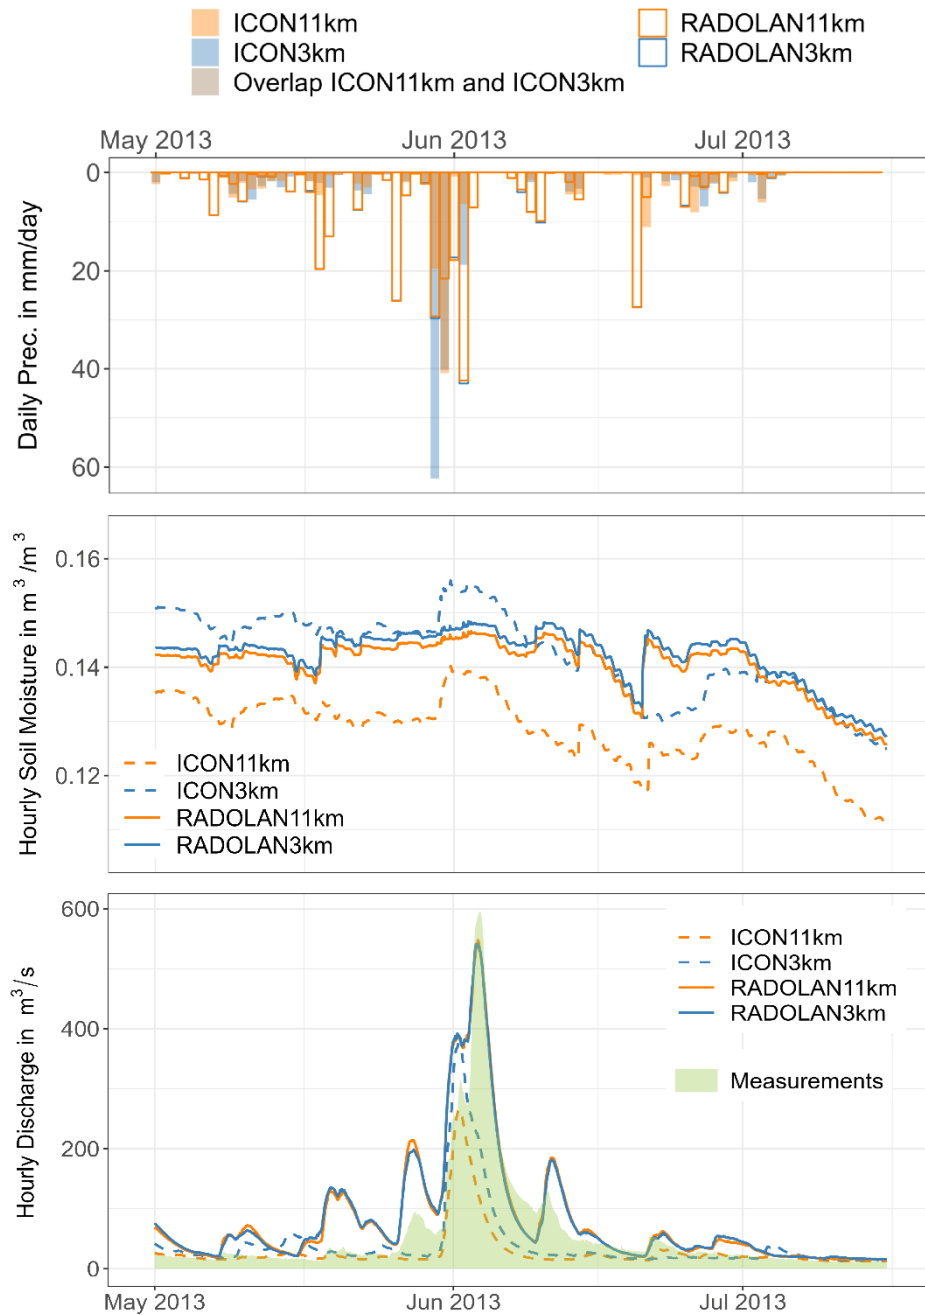 ICON11km
RADOLAN11km
ICON3km
RADOLAN3km
Overlap ICON11km and ICON3km
May 2013
Jun 2013
Jul 2013
Daily Prec. in mm/day
0
20
40
60
Hourly Soil Moisture in m³/m³
0.16
0.14
0.12
ICON11km
ICON3km
RADOLAN11km
RADOLAN3km
Hourly Discharge in m³/s
600
400
200
0
ICON11km
ICON3km
RADOLAN11km
RADOLAN3km
Measurements
May 2013
Jun 2013
Jul 2013